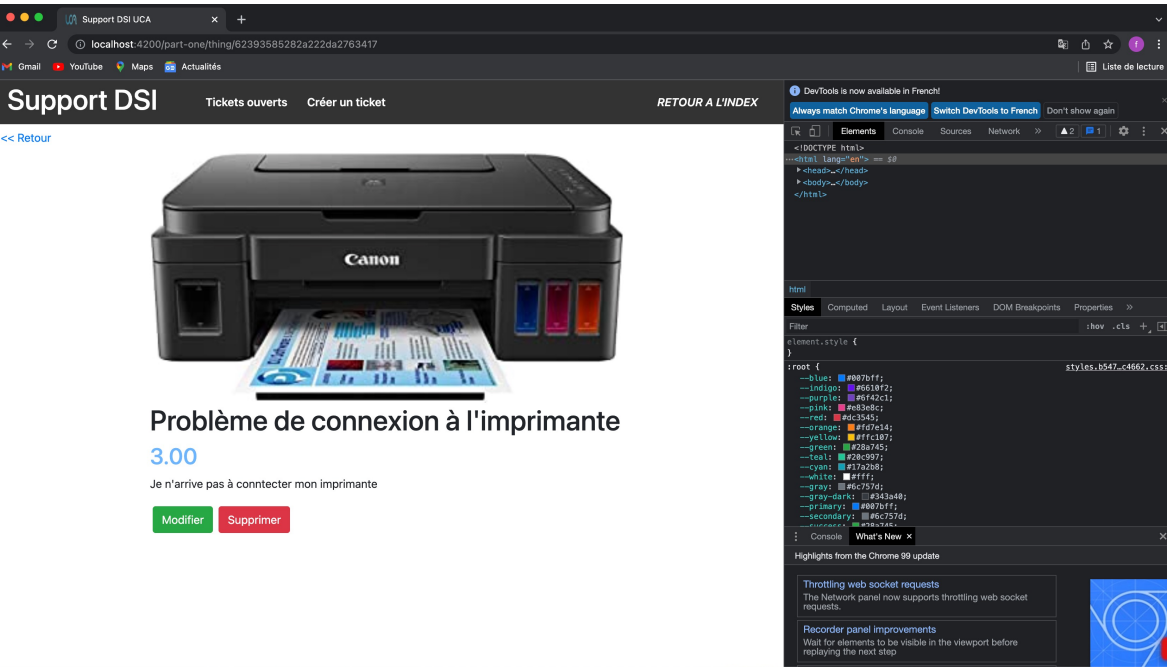 Support DSI UCA
localhost:4200/part-one/thing/62393585282a222da2763417
f
Gmail YouTube Maps Actualités Liste de lecture
Support DSI Tickets ouverts Créer un ticket RETOUR A L'INDEX
<< Retour
Canon
Problème de connexion à l'imprimante
3.00
Je n'arrive pas à conntecter mon imprimante
Modifier Supprimer
DevTools is now available in French!
Always match Chrome's language Switch DevTools to French Don't show again
Elements Console Sources Network » 2 1
<!DOCTYPE html>
...<html lang="en"> == $0
<head>…</head>
<body>…</body>
</html>
html
Styles Computed Layout Event Listeners DOM Breakpoints Properties »
Filter :hov .cls +
element.style {
}
:root { styles.b547…c4662.css:
--blue: #007bff;
--indigo: #6610f2;
--purple: #6f42c1;
--pink: #e83e8c;
--red: #dc3545;
--orange: #fd7e14;
--yellow: #ffc107;
--green: #28a745;
--teal: #20c997;
--cyan: #17a2b8;
--white: #fff;
--gray: #6c757d;
--gray-dark: #343a40;
--primary: #007bff;
--secondary: #6c757d;
--success: #28a745;
Console What's New ×
Highlights from the Chrome 99 update
Throttling web socket requests
The Network panel now supports throttling web socket
requests.
Recorder panel improvements
Wait for elements to be visible in the viewport before
replaying the next step